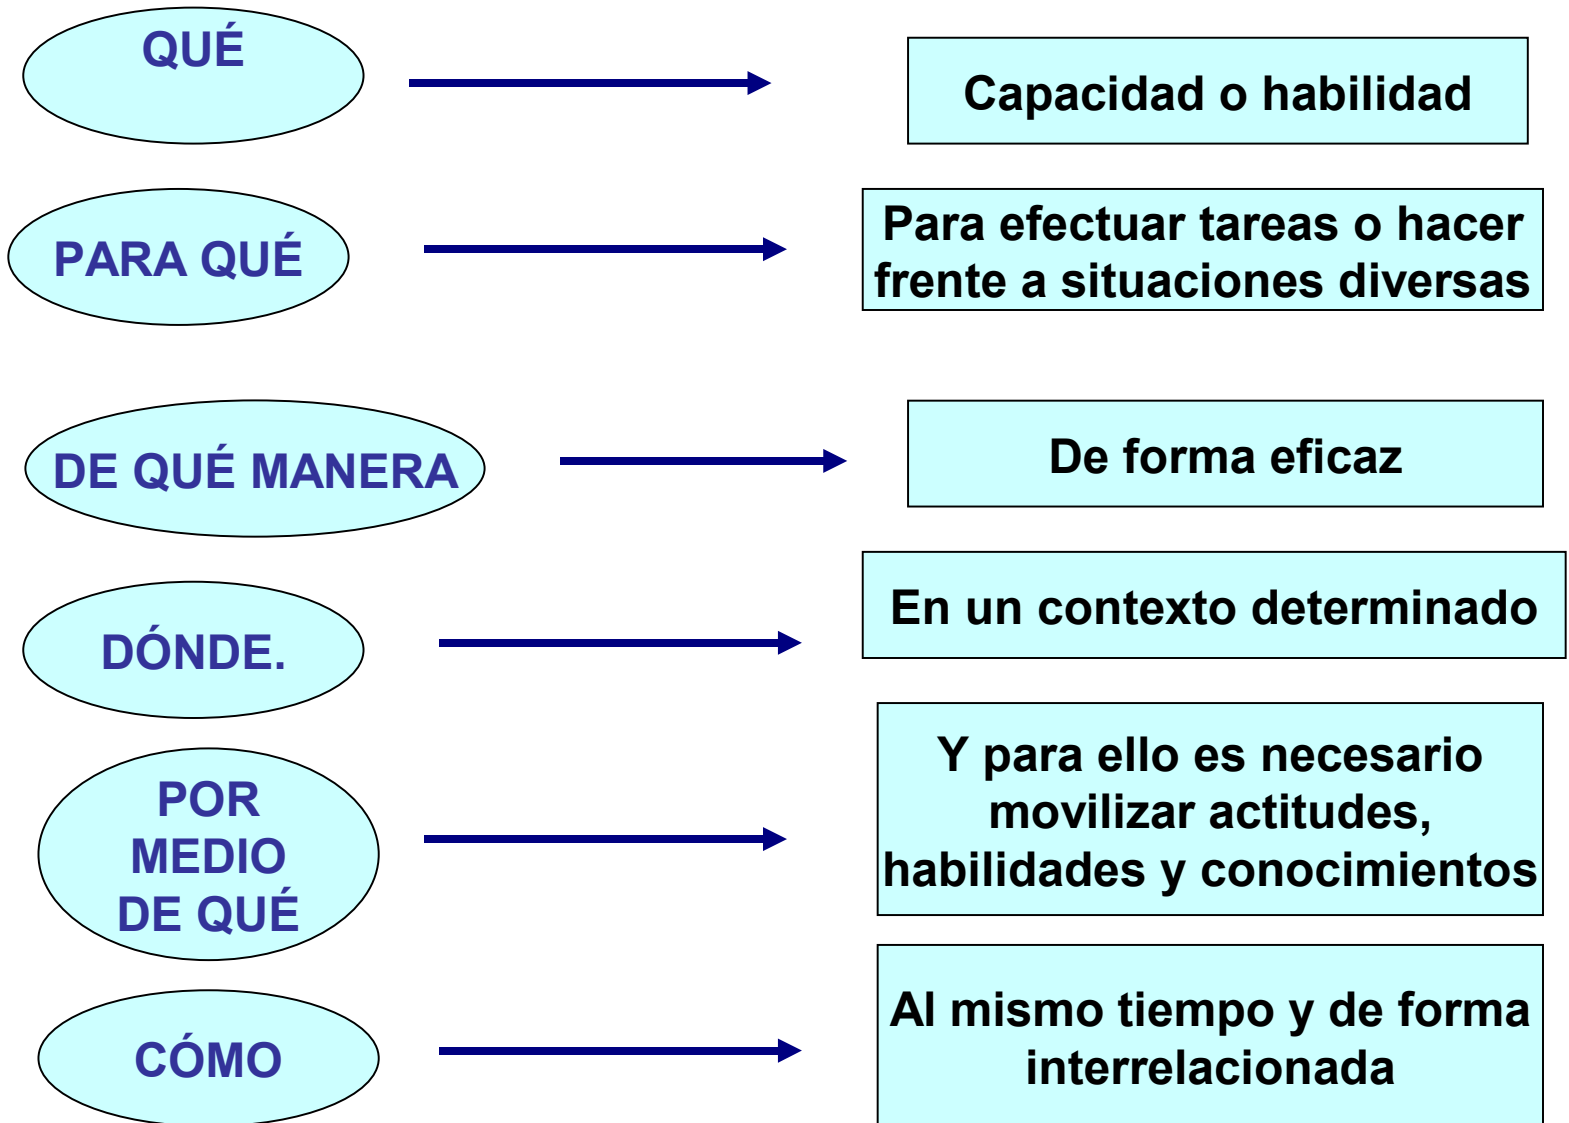 QUÉ
Capacidad o habilidad
PARA QUÉ
Para efectuar tareas o hacer
frente a situaciones diversas
DE QUÉ MANERA
De forma eficaz
DÓNDE.
En un contexto determinado
POR
MEDIO
DE QUÉ
Y para ello es necesario
movilizar actitudes,
habilidades y conocimientos
CÓMO
Al mismo tiempo y de forma
interrelacionada